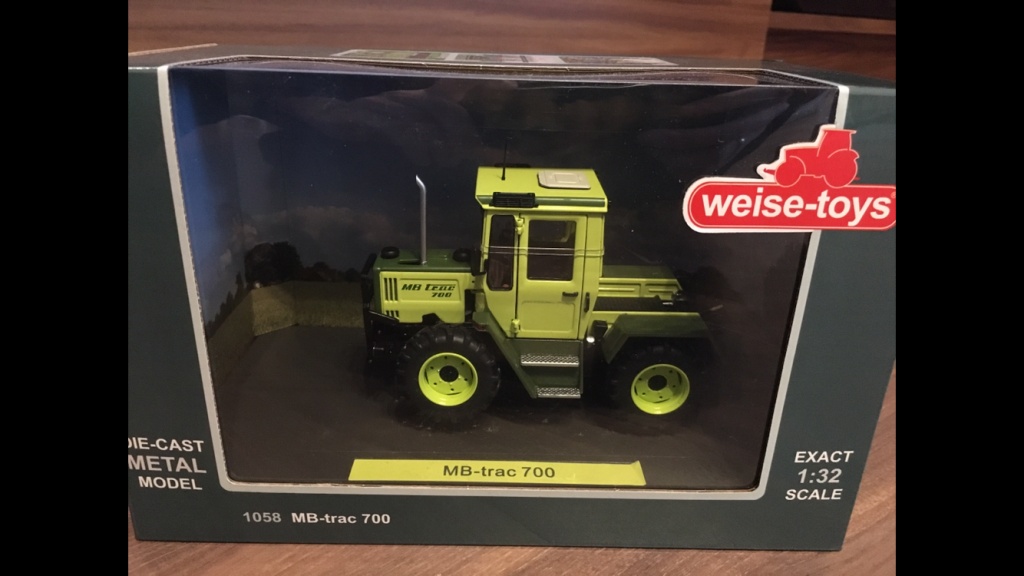 weise-toys
MB trac
700
DIE-CAST
METAL
MODEL
MB-trac 700
EXACT
1:32
SCALE
1058 MB-trac 700